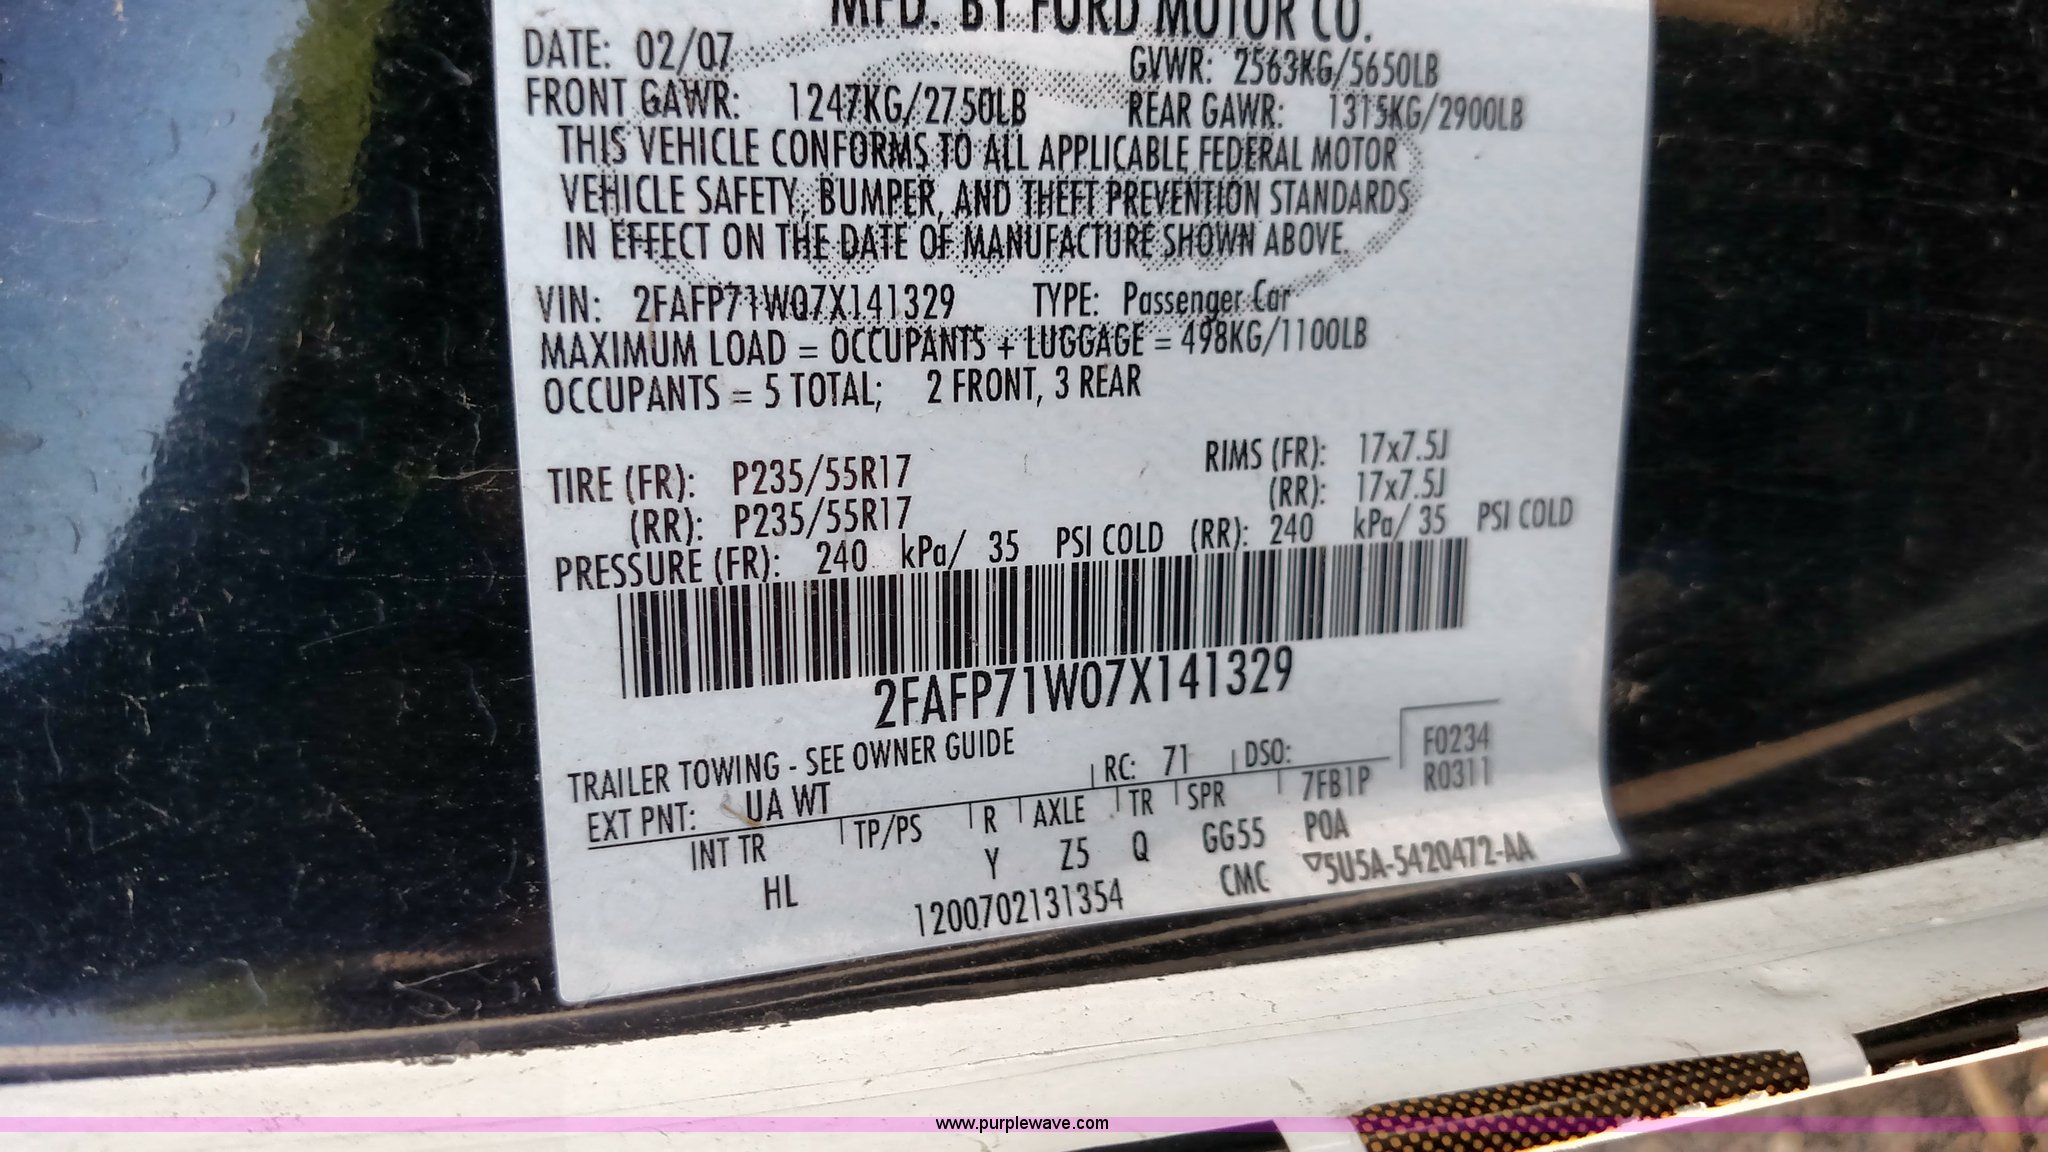 MFD. BY FORD MOTOR CO.
DATE: 02/07 GVWR: 2563KG/5650LB
FRONT GAWR: 1247KG/2750LB REAR GAWR: 1315KG/2900LB
THIS VEHICLE CONFORMS TO ALL APPLICABLE FEDERAL MOTOR
VEHICLE SAFETY, BUMPER, AND THEFT PREVENTION STANDARDS
IN EFFECT ON THE DATE OF MANUFACTURE SHOWN ABOVE.
VIN: 2FAFP71W07X141329 TYPE: Passenger Car
MAXIMUM LOAD = OCCUPANTS + LUGGAGE = 498KG/1100LB
OCCUPANTS = 5 TOTAL; 2 FRONT, 3 REAR
TIRE (FR): P235/55R17 RIMS (FR): 17x7.5J
(RR): P235/55R17 (RR): 17x7.5J
PRESSURE (FR): 240 kPa/ 35 PSI COLD (RR): 240 kPa/ 35 PSI COLD
2FAFP71W07X141329
TRAILER TOWING - SEE OWNER GUIDE
EXT PNT: UA WT RC: 71 DSO: F0234
INT TR TP/PS R AXLE TR SPR 7FB1P R0311
HL Y Z5 Q GG55 P0A
1200702131354 CMC ▽5U5A-5420472-AA
www.purplewave.com